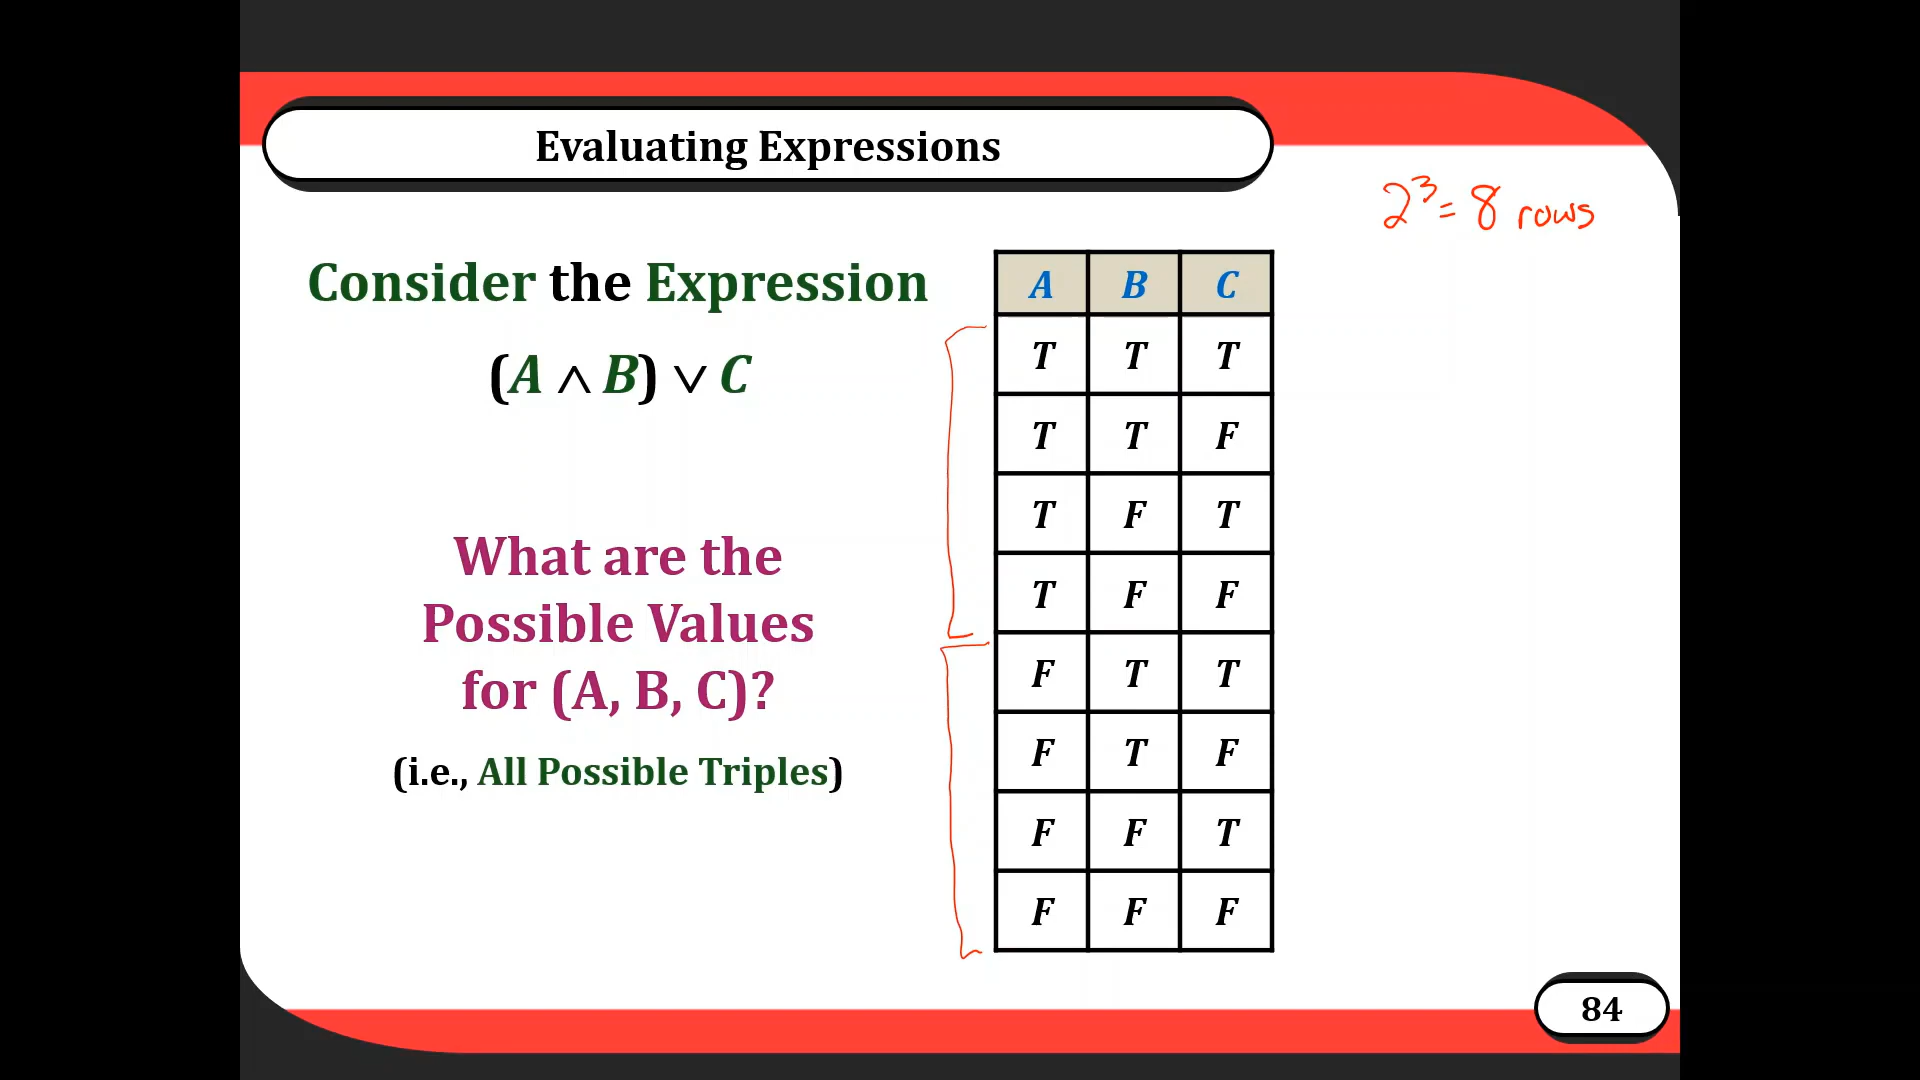 Evaluating Expressions
2³ = 8 rows
Consider the Expression
(A ∧ B) ∨ C
What are the
Possible Values
for (A, B, C)?
(i.e., All Possible Triples)
A B C
T T T
T T F
T F T
T F F
F T T
F T F
F F T
F F F
84